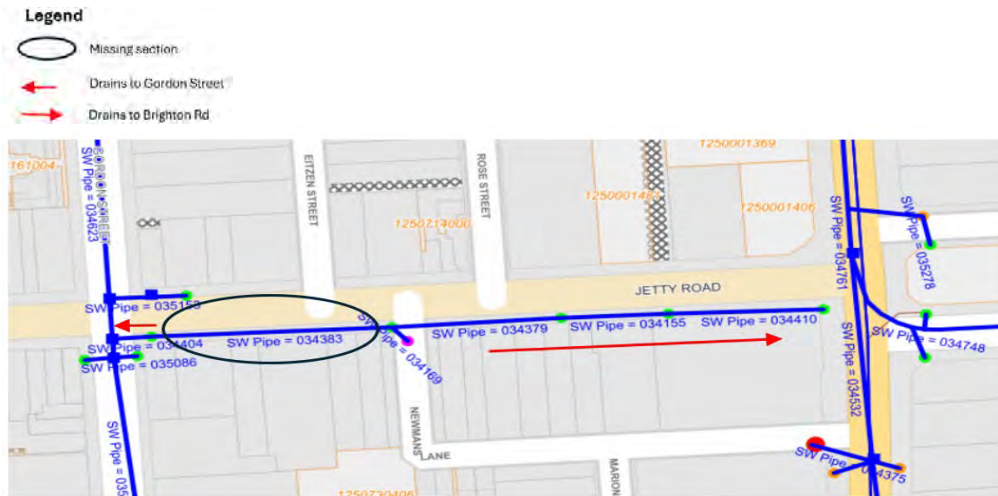 Legend
Missing section
Drains to Gordon Street
Drains to Brighton Rd
161004
GORDON STREET
SW Pipe = 034623
EITZEN STREET
ROSE STREET
1250714000
1250001369
1250001406
SW Pipe = 034761
SW Pipe = 035278
JETTY ROAD
SW Pipe = 035153
SW Pipe = 034404
SW Pipe = 034383
SW Pipe = 034169
SW Pipe = 034379
SW Pipe = 034155
SW Pipe = 034410
SW Pipe = 034748
SW Pipe = 035086
SW Pipe = 034532
NEWMANS
LANE
MARION
1250730406
SW Pipe = 034375